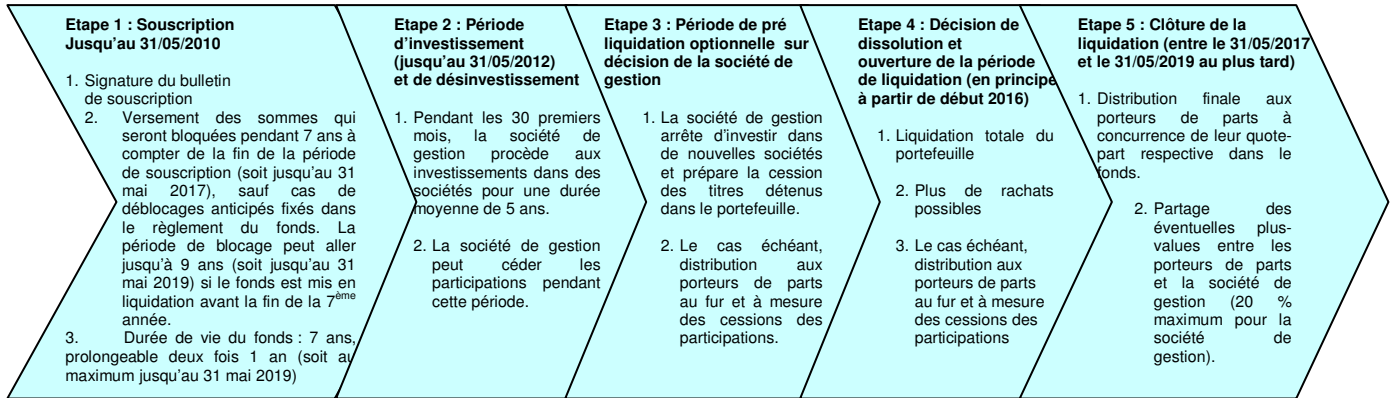 Etape 1 : Souscription
Jusqu'au 31/05/2010
1. Signature du bulletin
de souscription
2. Versement des sommes qui
seront bloquées pendant 7 ans à
compter de la fin de la période
de souscription (soit jusqu'au 31
mai 2017), sauf cas de
déblocages anticipés fixés dans
le règlement du fonds. La
période de blocage peut aller
jusqu'à 9 ans (soit jusqu'au 31
mai 2019) si le fonds est mis en
liquidation avant la fin de la 7ème
année.
3. Durée de vie du fonds : 7 ans,
prolongeable deux fois 1 an (soit au
maximum jusqu'au 31 mai 2019)
Etape 2 : Période
d'investissement
(jusqu'au 31/05/2012)
et de désinvestissement
1. Pendant les 30 premiers
mois, la société de
gestion procède aux
investissements dans des
sociétés pour une durée
moyenne de 5 ans.
2. La société de gestion
peut céder les
participations pendant
cette période.
Etape 3 : Période de pré
liquidation optionnelle sur
décision de la société de
gestion
1. La société de gestion
arrête d'investir dans
de nouvelles sociétés
et prépare la cession
des titres détenus
dans le portefeuille.
2. Le cas échéant,
distribution aux
porteurs de parts
au fur et à mesure
des cessions des
participations.
Etape 4 : Décision de
dissolution et
ouverture de la période
de liquidation (en principe
à partir de début 2016)
1. Liquidation totale du
portefeuille
2. Plus de rachats
possibles
3. Le cas échéant,
distribution aux
porteurs de parts
au fur et à mesure
des cessions des
participations
Etape 5 : Clôture de la
liquidation (entre le 31/05/2017
et le 31/05/2019 au plus tard)
1. Distribution finale aux
porteurs de parts à
concurrence de leur quote-
part respective dans le
fonds.
2. Partage des
éventuelles plus-
values entre les
porteurs de parts
et la société de
gestion (20 %
maximum pour la
société de
gestion).